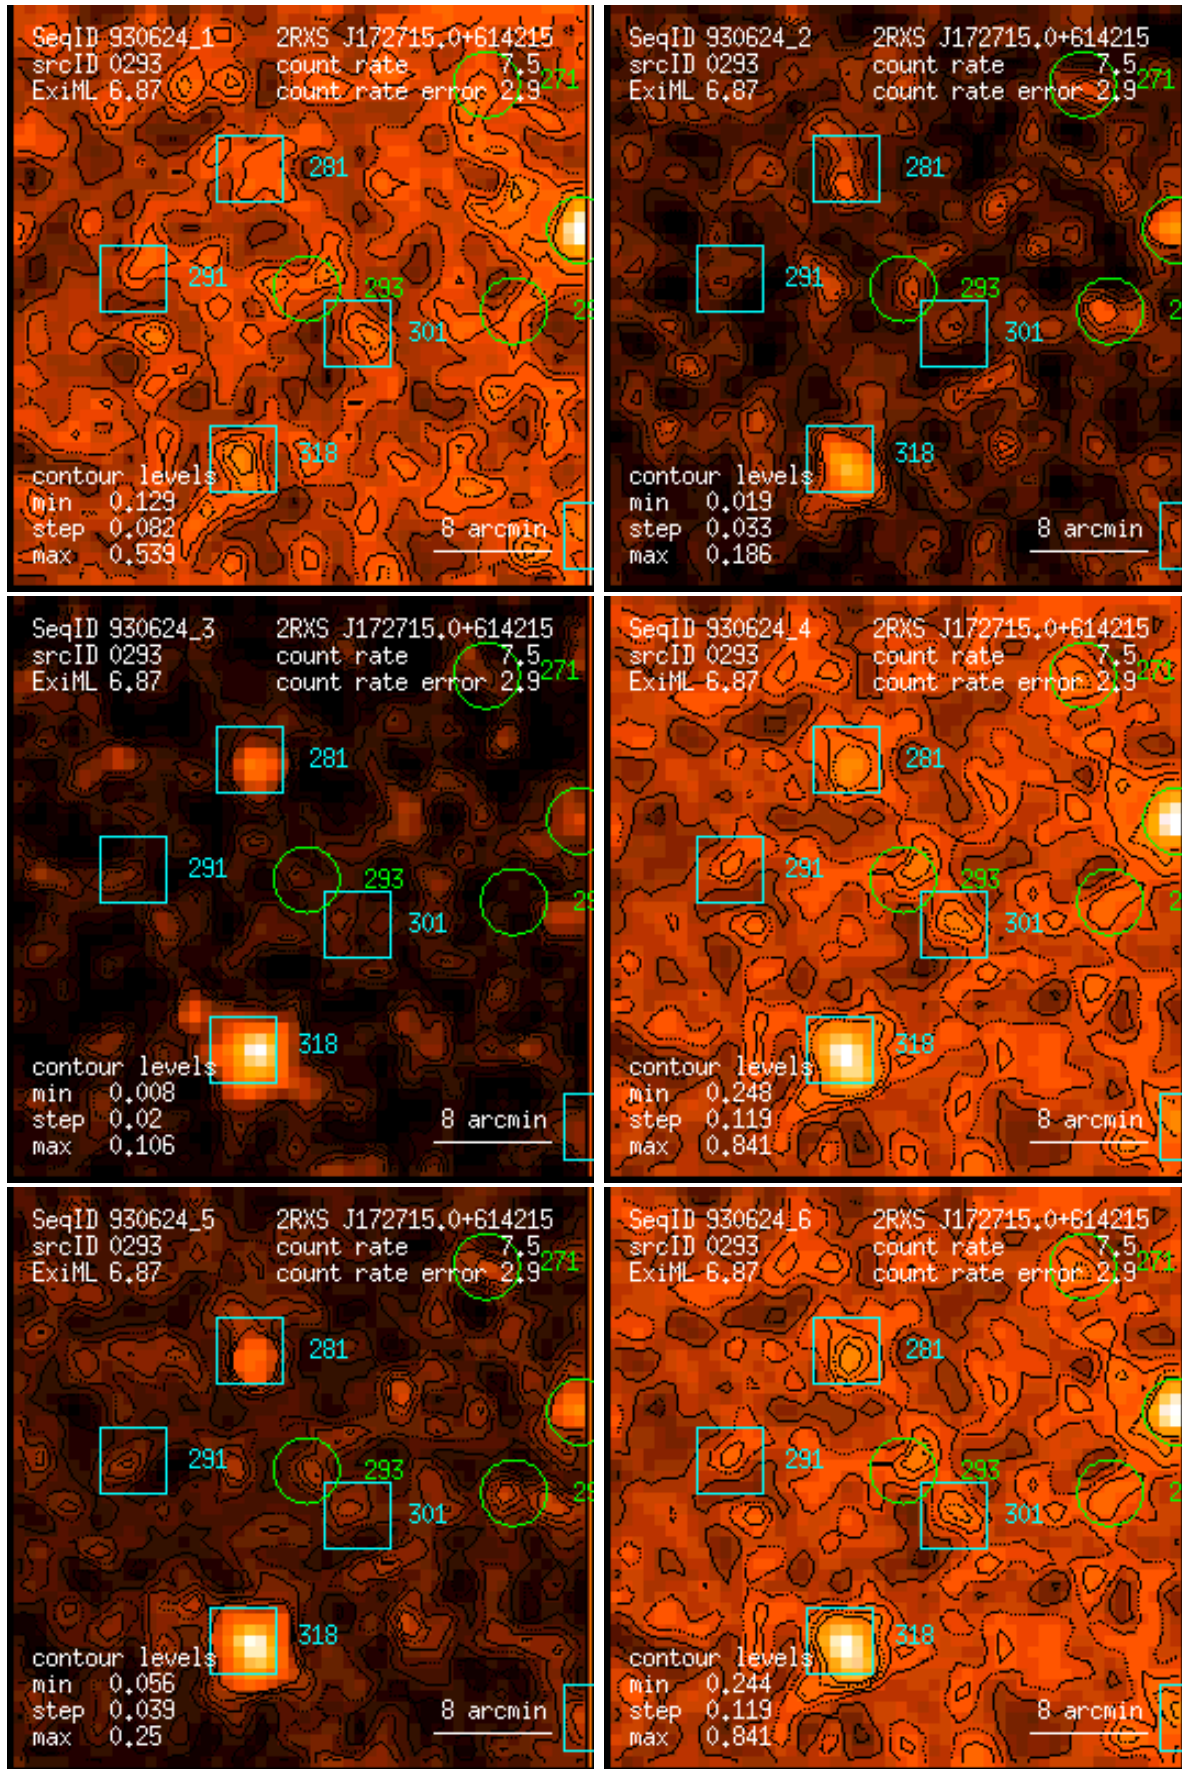 SeqID 930624_1 2RXS J172715.0+614215
srcID 0293 count rate 7.5
ExiML 6.87 count rate error 2.9
271
281
291
293
301
318
contour levels
min 0.129
step 0.082
max 0.539
8 arcmin
SeqID 930624_2 2RXS J172715.0+614215
srcID 0293 count rate 7.5
ExiML 6.87 count rate error 2.9
271
281
291
293
301
318
contour levels
min 0.019
step 0.033
max 0.186
8 arcmin
SeqID 930624_3 2RXS J172715.0+614215
srcID 0293 count rate 7.5
ExiML 6.87 count rate error 2.9
271
281
291
293
301
318
contour levels
min 0.008
step 0.02
max 0.106
8 arcmin
SeqID 930624_4 2RXS J172715.0+614215
srcID 0293 count rate 7.5
ExiML 6.87 count rate error 2.9
271
281
291
293
301
318
contour levels
min 0.248
step 0.119
max 0.841
8 arcmin
SeqID 930624_5 2RXS J172715.0+614215
srcID 0293 count rate 7.5
ExiML 6.87 count rate error 2.9
271
281
291
293
301
318
contour levels
min 0.056
step 0.039
max 0.25
8 arcmin
SeqID 930624_6 2RXS J172715.0+614215
srcID 0293 count rate 7.5
ExiML 6.87 count rate error 2.9
271
281
291
293
301
318
contour levels
min 0.244
step 0.119
max 0.841
8 arcmin